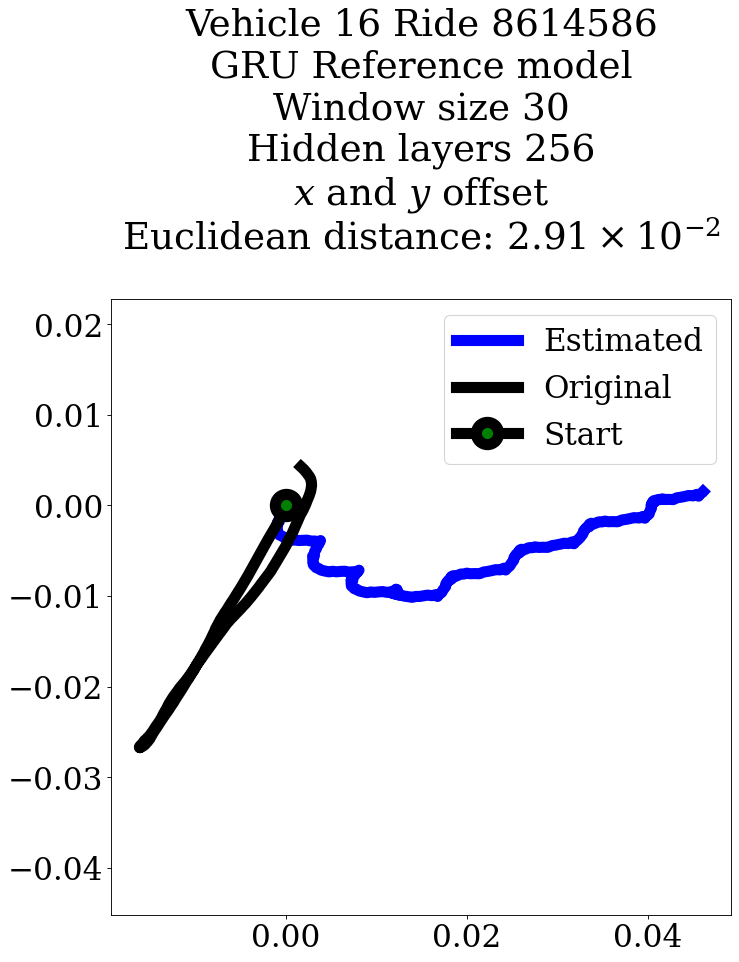 Vehicle 16 Ride 8614586
GRU Reference model
Window size 30
Hidden layers 256
x and y offset
Euclidean distance: 2.91 × 10⁻²
Estimated
Original
Start
0.02
0.01
0.00
−0.01
−0.02
−0.03
−0.04
0.00 0.02 0.04